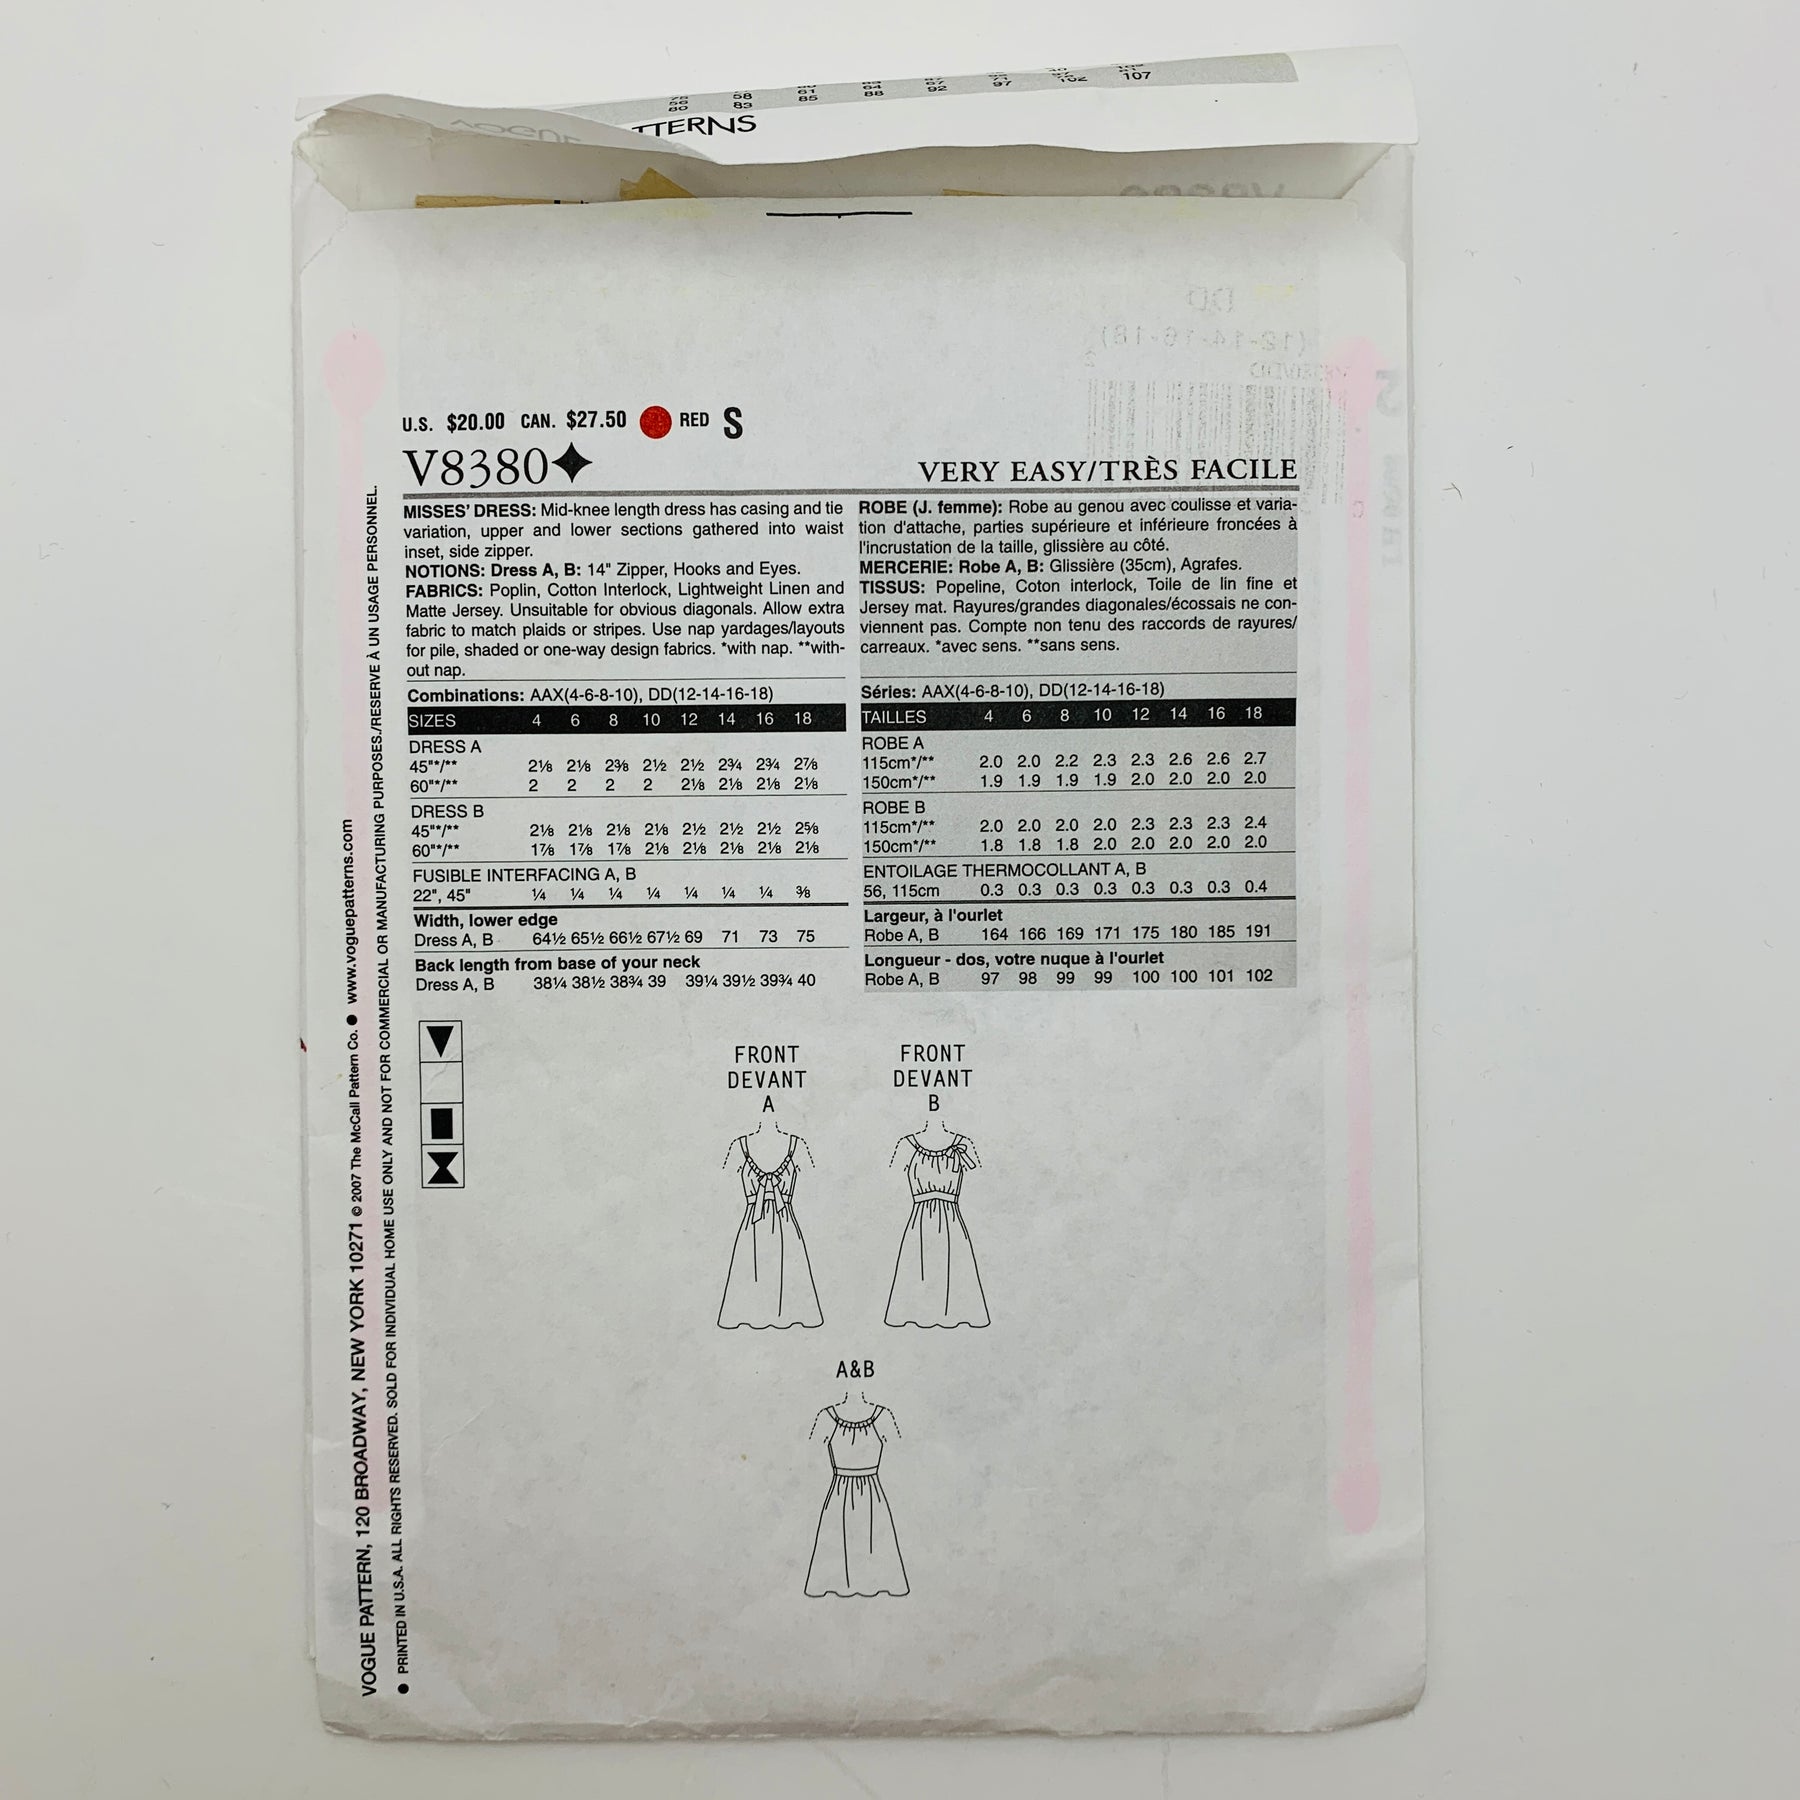 58 61 64 67
56 83 85 88 92 97 102 107
80
TTERNS
U.S. $20.00 CAN. $27.50 RED S
V8380
VERY EASY/TRÈS FACILE
MISSES' DRESS: Mid-knee length dress has casing and tie
variation, upper and lower sections gathered into waist
inset, side zipper.
NOTIONS: Dress A, B: 14" Zipper, Hooks and Eyes.
FABRICS: Poplin, Cotton Interlock, Lightweight Linen and
Matte Jersey. Unsuitable for obvious diagonals. Allow extra
fabric to match plaids or stripes. Use nap yardages/layouts
for pile, shaded or one-way design fabrics. *with nap. **with-
out nap.
Combinations: AAX(4-6-8-10), DD(12-14-16-18)
SIZES 4 6 8 10 12 14 16 18
DRESS A
45"*/** 2⅛ 2⅛ 2⅜ 2½ 2½ 2¾ 2¾ 2⅞
60"*/** 2 2 2 2 2⅛ 2⅛ 2⅛ 2⅛
DRESS B
45"*/** 2⅛ 2⅛ 2⅛ 2⅛ 2½ 2½ 2½ 2⅝
60"*/** 1⅞ 1⅞ 1⅞ 2⅛ 2⅛ 2⅛ 2⅛ 2⅛
FUSIBLE INTERFACING A, B
22", 45" ¼ ¼ ¼ ¼ ¼ ¼ ¼ ⅜
Width, lower edge
Dress A, B 64½ 65½ 66½ 67½ 69 71 73 75
Back length from base of your neck
Dress A, B 38¼ 38½ 38¾ 39 39¼ 39½ 39¾ 40
ROBE (J. femme): Robe au genou avec coulisse et varia-
tion d'attache, parties supérieure et inférieure froncées à
l'incrustation de la taille, glissière au côté.
MERCERIE: Robe A, B: Glissière (35cm), Agrafes.
TISSUS: Popeline, Coton interlock, Toile de lin fine et
Jersey mat. Rayures/grandes diagonales/écossais ne con-
viennent pas. Compte non tenu des raccords de rayures/
carreaux. *avec sens. **sans sens.
Séries: AAX(4-6-8-10), DD(12-14-16-18)
TAILLES 4 6 8 10 12 14 16 18
ROBE A
115cm*/** 2.0 2.0 2.2 2.3 2.3 2.6 2.6 2.7
150cm*/** 1.9 1.9 1.9 1.9 2.0 2.0 2.0 2.0
ROBE B
115cm*/** 2.0 2.0 2.0 2.0 2.3 2.3 2.3 2.4
150cm*/** 1.8 1.8 1.8 2.0 2.0 2.0 2.0 2.0
ENTOILAGE THERMOCOLLANT A, B
56, 115cm 0.3 0.3 0.3 0.3 0.3 0.3 0.3 0.4
Largeur, à l'ourlet
Robe A, B 164 166 169 171 175 180 185 191
Longueur - dos, votre nuque à l'ourlet
Robe A, B 97 98 99 99 100 100 101 102
FRONT
DEVANT
A
FRONT
DEVANT
B
A&B
VOGUE PATTERN, 120 BROADWAY, NEW YORK 10271 © 2007 The McCall Pattern Co. ● www.voguepatterns.com
● PRINTED IN U.S.A. ALL RIGHTS RESERVED. SOLD FOR INDIVIDUAL HOME USE ONLY AND NOT FOR COMMERCIAL OR MANUFACTURING PURPOSES./RESERVE À UN USAGE PERSONNEL.